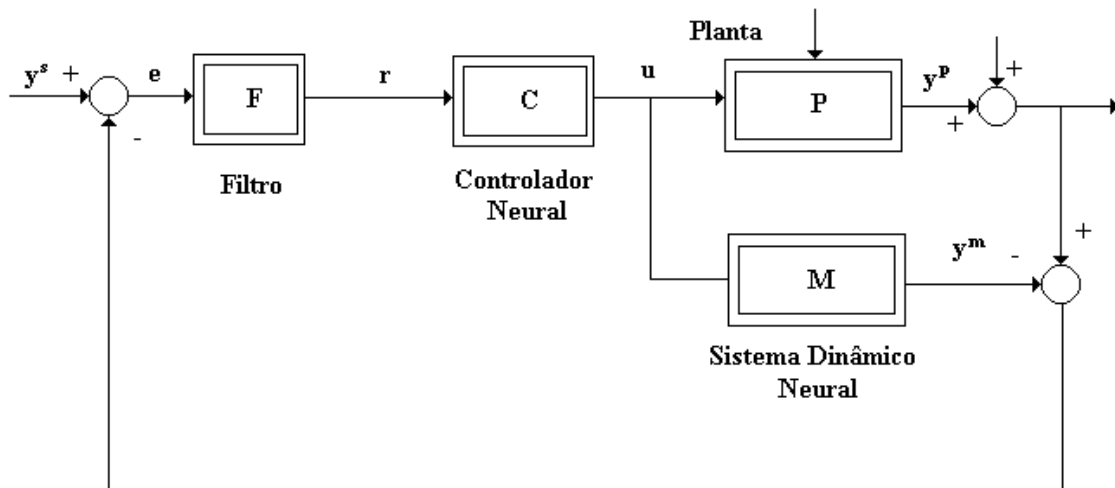 Planta
y^s +
e
F
r
C
u
P
y^p
+
+
-
Filtro
Controlador
Neural
M
y^m
-
+
Sistema Dinâmico
Neural